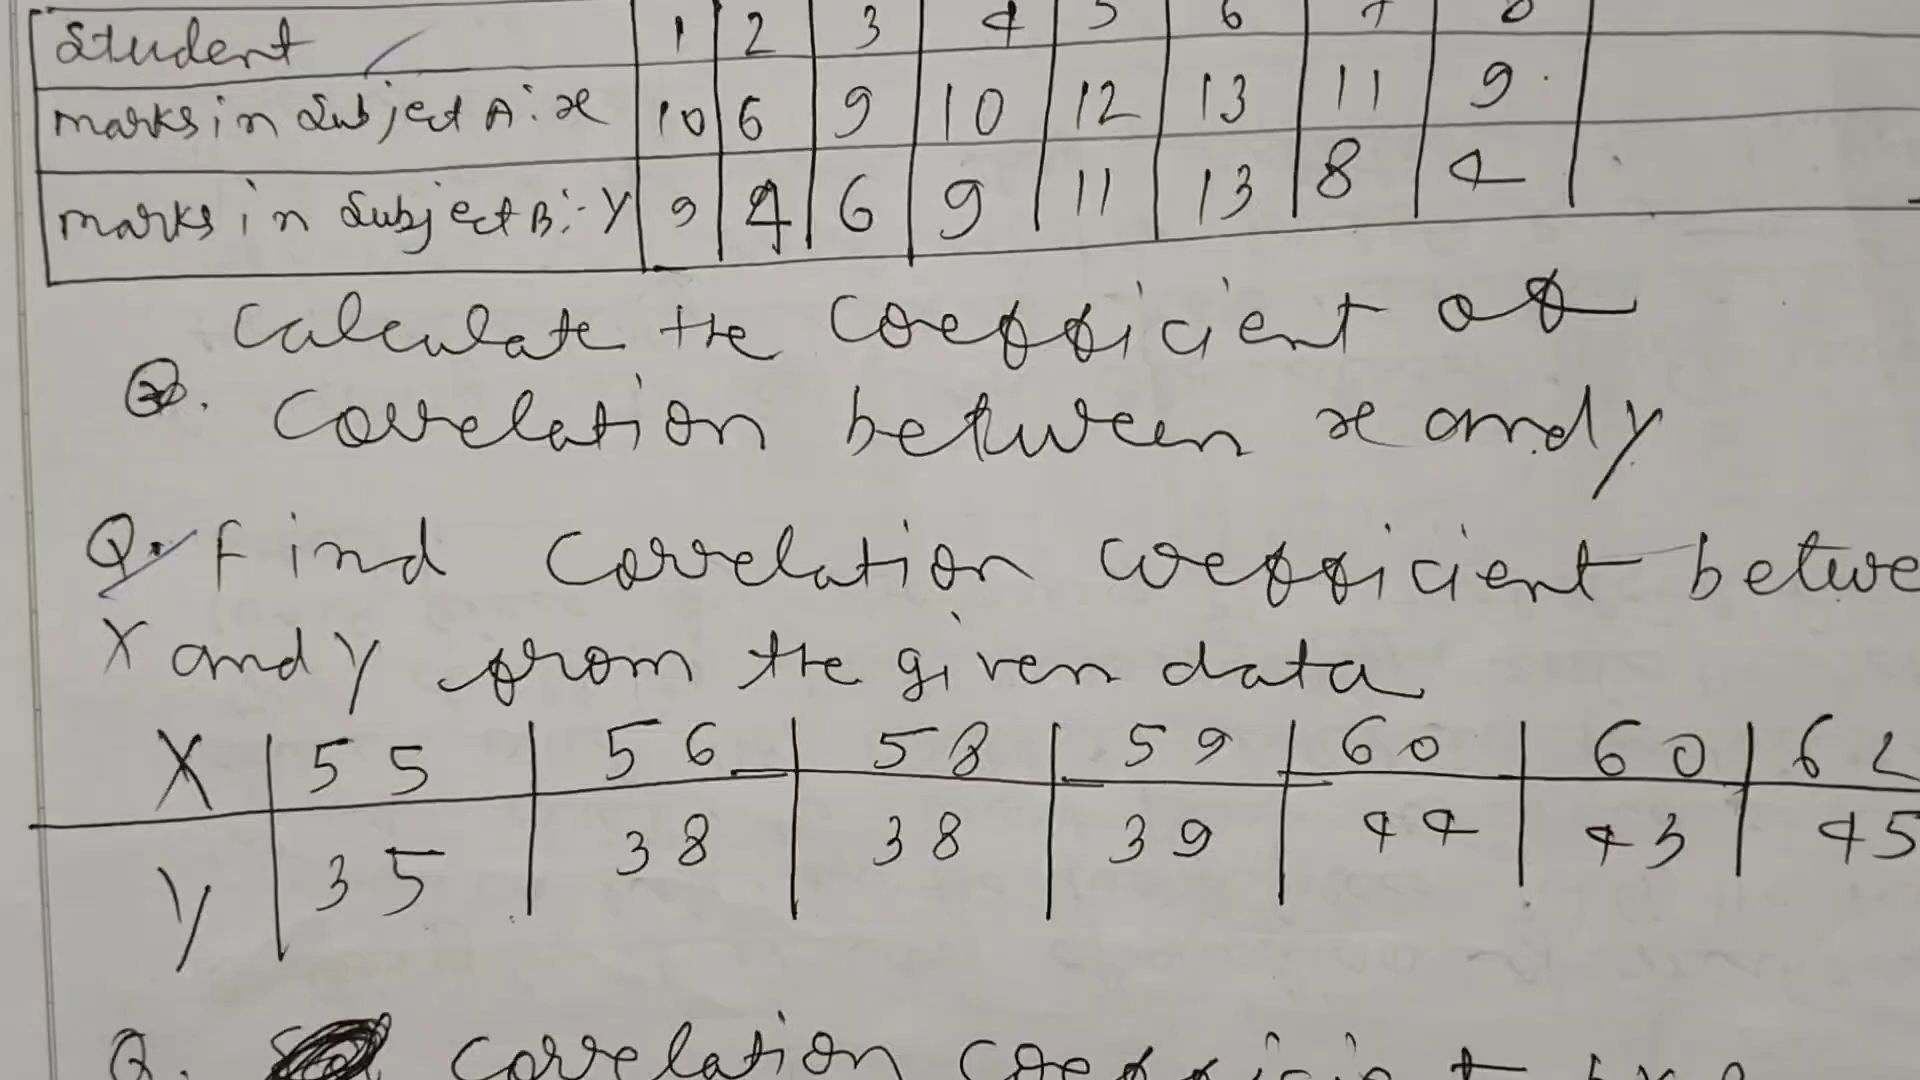 Student 1 2 3 4 5 6 7 8
marks in Subject A: x 10 6 9 10 12 13 11 9
marks in Subject B:- Y 9 4 6 9 11 13 8 4
Calculate the coefficient of
Q. Correlation between x and y
Q. Find correlation coefficient betwe
X and Y from the given data
X 55 56 58 59 60 60 62
Y 35 38 38 39 44 43 45
Q. correlation coefficient